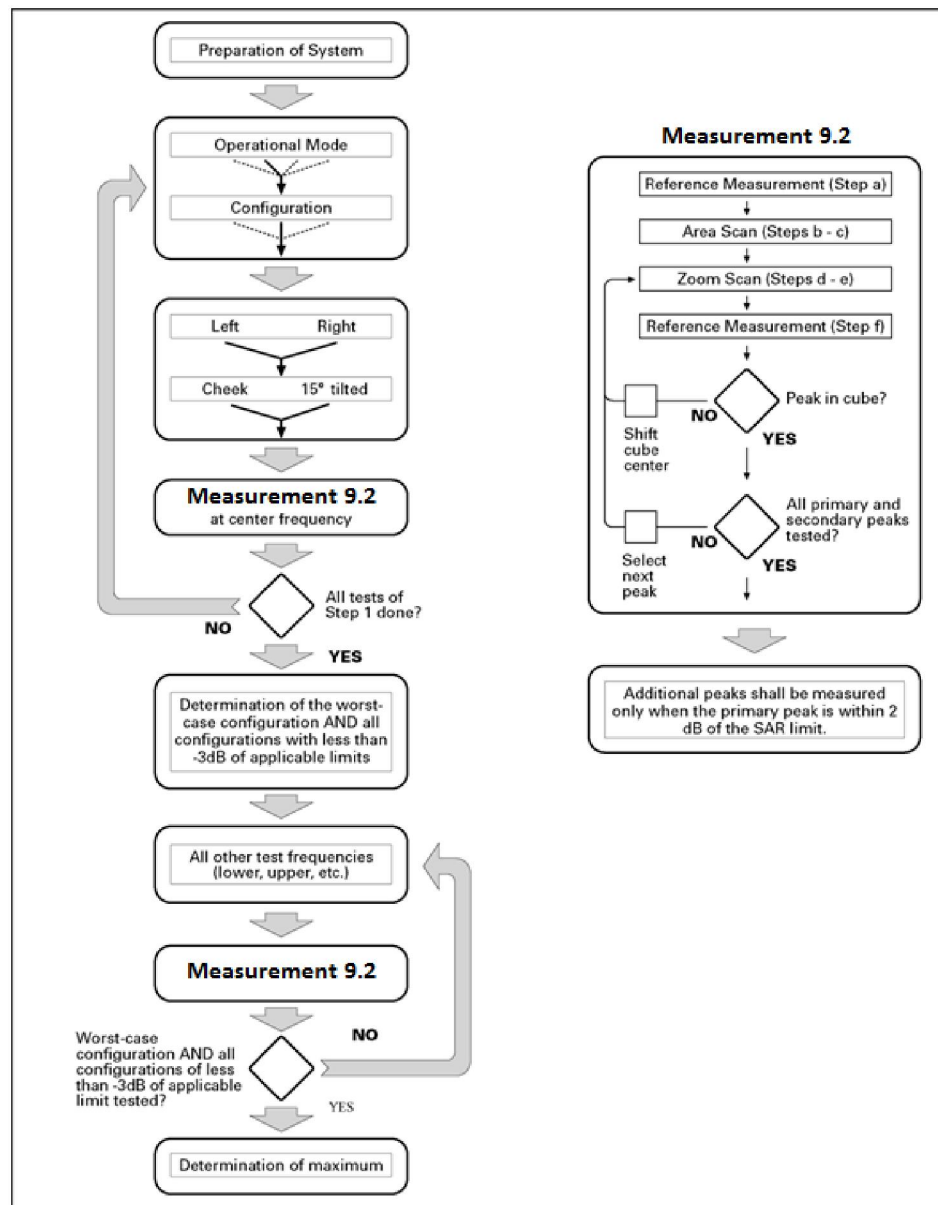 Preparation of System
Operational Mode
Configuration
Left Right
Cheek 15° tilted
Measurement 9.2
at center frequency
All tests of
Step 1 done?
NO
YES
Determination of the worst-
case configuration AND all
configurations with less than
-3dB of applicable limits
All other test frequencies
(lower, upper, etc.)
Measurement 9.2
NO
Worst-case
configuration AND all
configurations of less
than -3dB of applicable
limit tested?
YES
Determination of maximum
Measurement 9.2
Reference Measurement (Step a)
Area Scan (Steps b - c)
Zoom Scan (Steps d - e)
Reference Measurement (Step f)
Peak in cube?
NO
Shift
cube
center
YES
All primary and
secondary peaks
tested?
NO
Select
next
peak
YES
Additional peaks shall be measured
only when the primary peak is within 2
dB of the SAR limit.